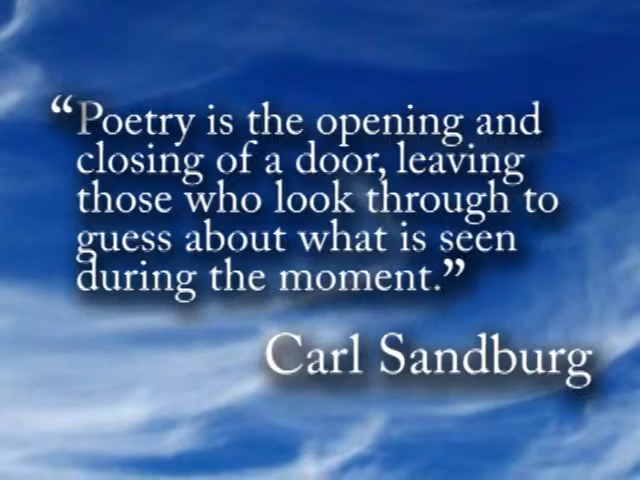 “Poetry is the opening and
closing of a door, leaving
those who look through to
guess about what is seen
during the moment.”
Carl Sandburg